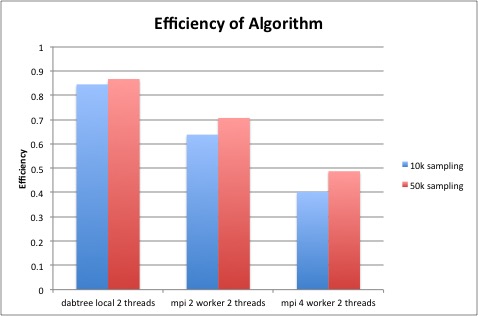 Efficiency of Algorithm
1
0.9
0.8
0.7
0.6
0.5
0.4
0.3
0.2
0.1
0
Efficiency
dabtree local 2 threads
mpi 2 worker 2 threads
mpi 4 worker 2 threads
10k sampling
50k sampling